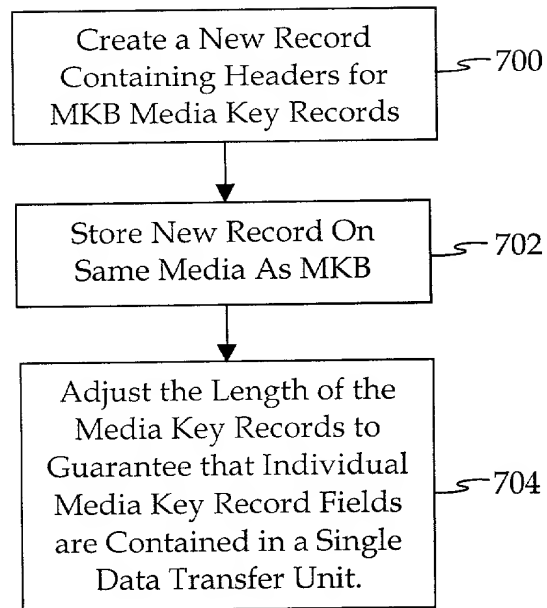 Create a New Record
Containing Headers for
MKB Media Key Records
700
Store New Record On
Same Media As MKB
702
Adjust the Length of the
Media Key Records to
Guarantee that Individual
Media Key Record Fields
are Contained in a Single
Data Transfer Unit.
704